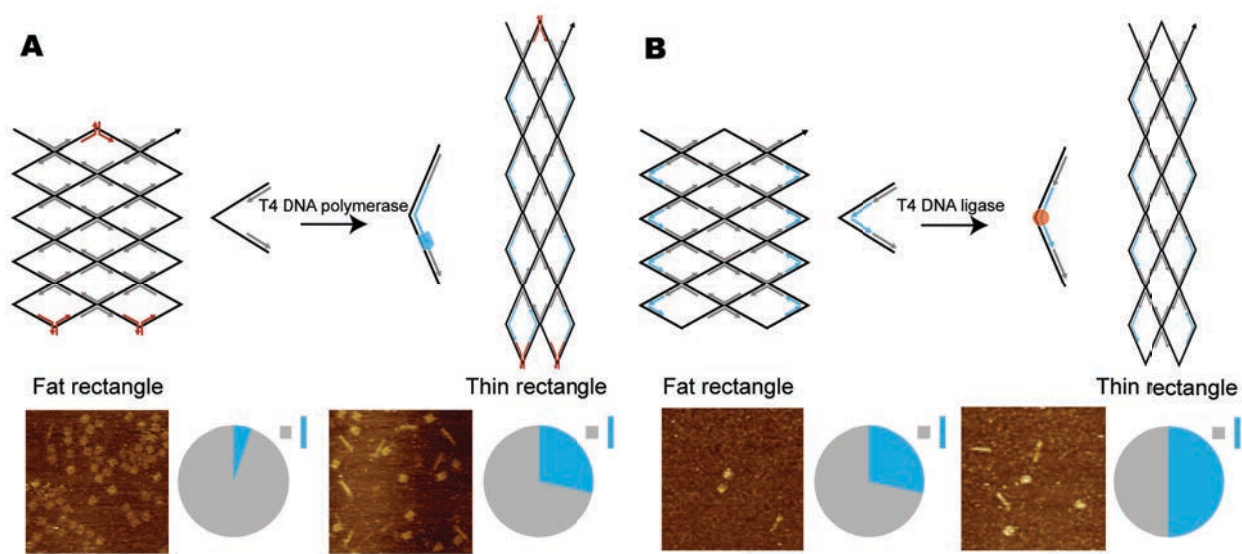 A
B
T4 DNA polymerase
T4 DNA ligase
Fat rectangle
Thin rectangle
Fat rectangle
Thin rectangle